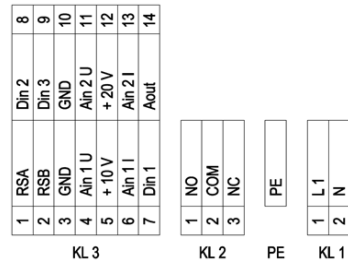 8 Din 2
9 Din 3
10 GND
11 Ain 2 U
12 + 20 V
13 Ain 2 I
14 Aout
1 RSA
2 RSB
3 GND
4 Ain 1 U
5 + 10 V
6 Ain 1 I
7 Din 1
KL 3
1 NO
2 COM
3 NC
KL 2
PE
PE
1 L 1
2 N
KL 1